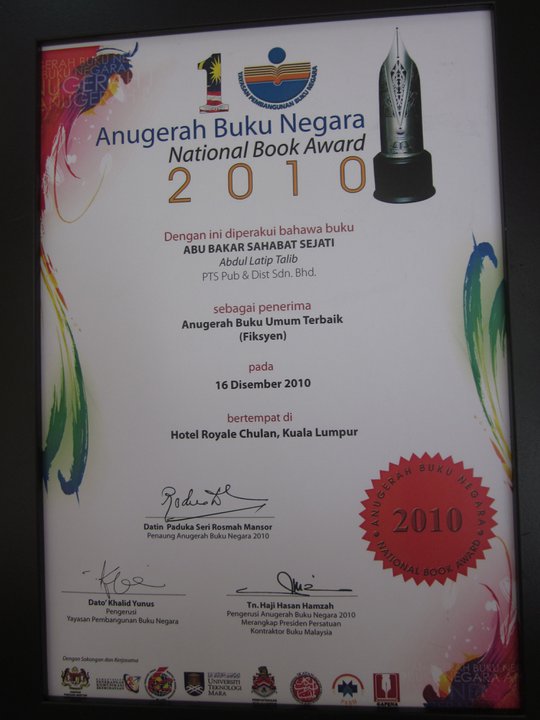 YAYASAN PEMBANGUNAN BUKU NEGARA
Anugerah Buku Negara
National Book Award
2010
Dengan ini diperakui bahawa buku
ABU BAKAR SAHABAT SEJATI
Abdul Latip Talib
PTS Pub & Dist Sdn. Bhd.
sebagai penerima
Anugerah Buku Umum Terbaik
(Fiksyen)
pada
16 Disember 2010
bertempat di
Hotel Royale Chulan, Kuala Lumpur
ANUGERAH BUKU NEGARA
2010
NATIONAL BOOK AWARD
Datin Paduka Seri Rosmah Mansor
Penaung Anugerah Buku Negara 2010
Dato' Khalid Yunus
Pengerusi
Yayasan Pembangunan Buku Negara
Tn. Haji Hasan Hamzah
Pengerusi Anugerah Buku Negara 2010
Merangkap Presiden Persatuan
Kontraktor Buku Malaysia
Dengan Sokongan dan Kerjasama
UNIVERSITI
TEKNOLOGI
MARA
GAPENA